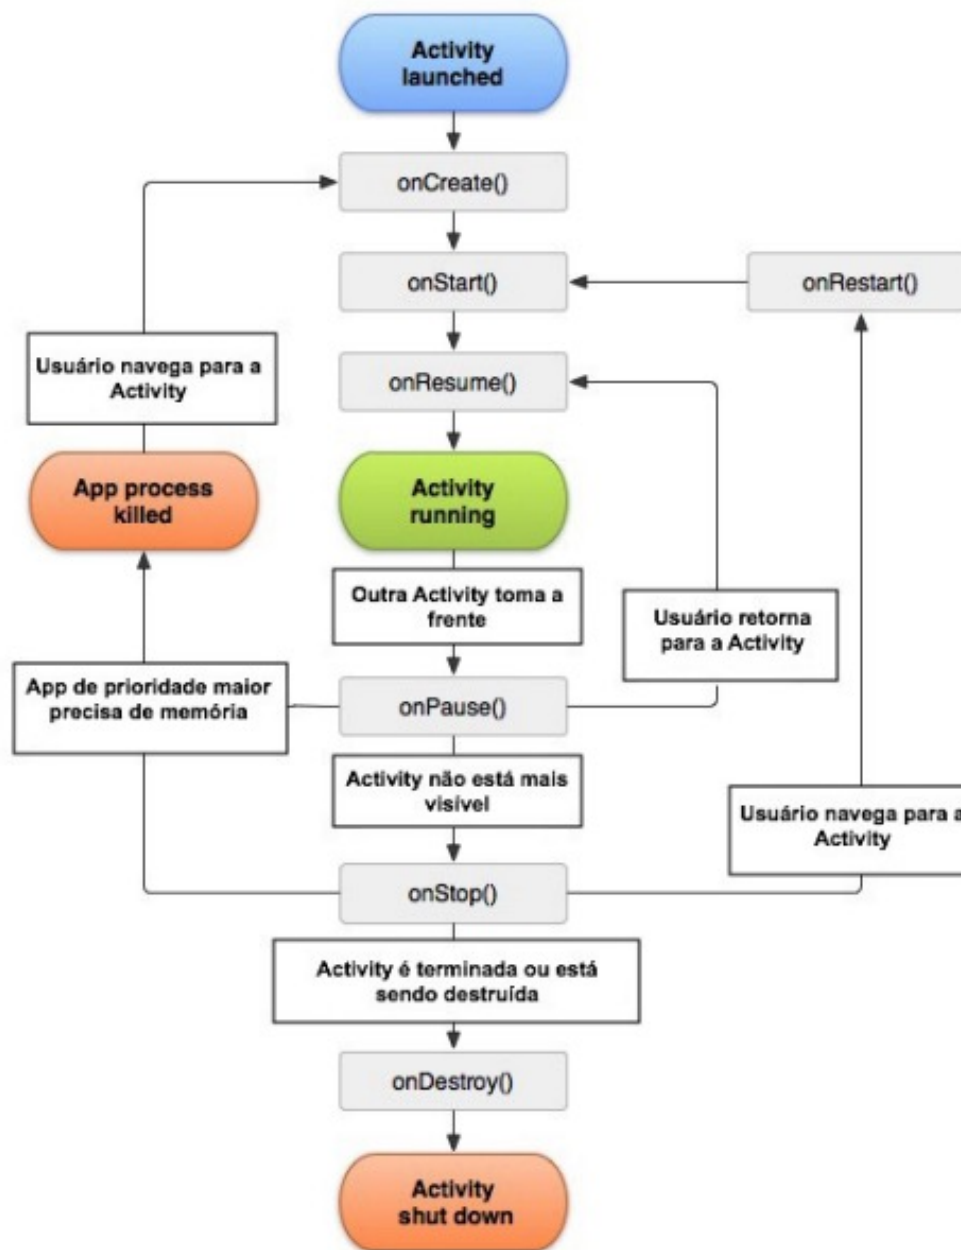 Activity
launched
onCreate()
onStart()
onRestart()
Usuário navega para a
Activity
onResume()
App process
killed
Activity
running
Outra Activity toma a
frente
Usuário retorna
para a Activity
App de prioridade maior
precisa de memória
onPause()
Activity não está mais
visível
Usuário navega para a
Activity
onStop()
Activity é terminada ou está
sendo destruída
onDestroy()
Activity
shut down